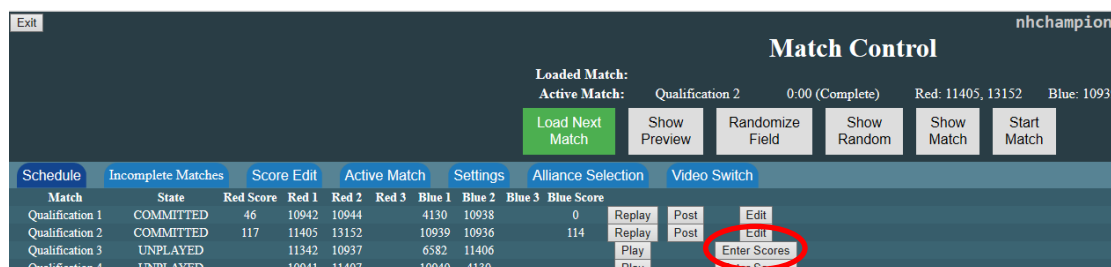 Exit
nhchampion
Match Control
Loaded Match:
Active Match: Qualification 2 0:00 (Complete) Red: 11405, 13152 Blue: 1093
Load Next Match Show Preview Randomize Field Show Random Show Match Start Match
Schedule Incomplete Matches Score Edit Active Match Settings Alliance Selection Video Switch
Match State Red Score Red 1 Red 2 Red 3 Blue 1 Blue 2 Blue 3 Blue Score
Qualification 1 COMMITTED 46 10942 10944 4130 10938 0 Replay Post Edit
Qualification 2 COMMITTED 117 11405 13152 10939 10936 114 Replay Post Edit
Qualification 3 UNPLAYED 11342 10937 6582 11406 Play Enter Scores